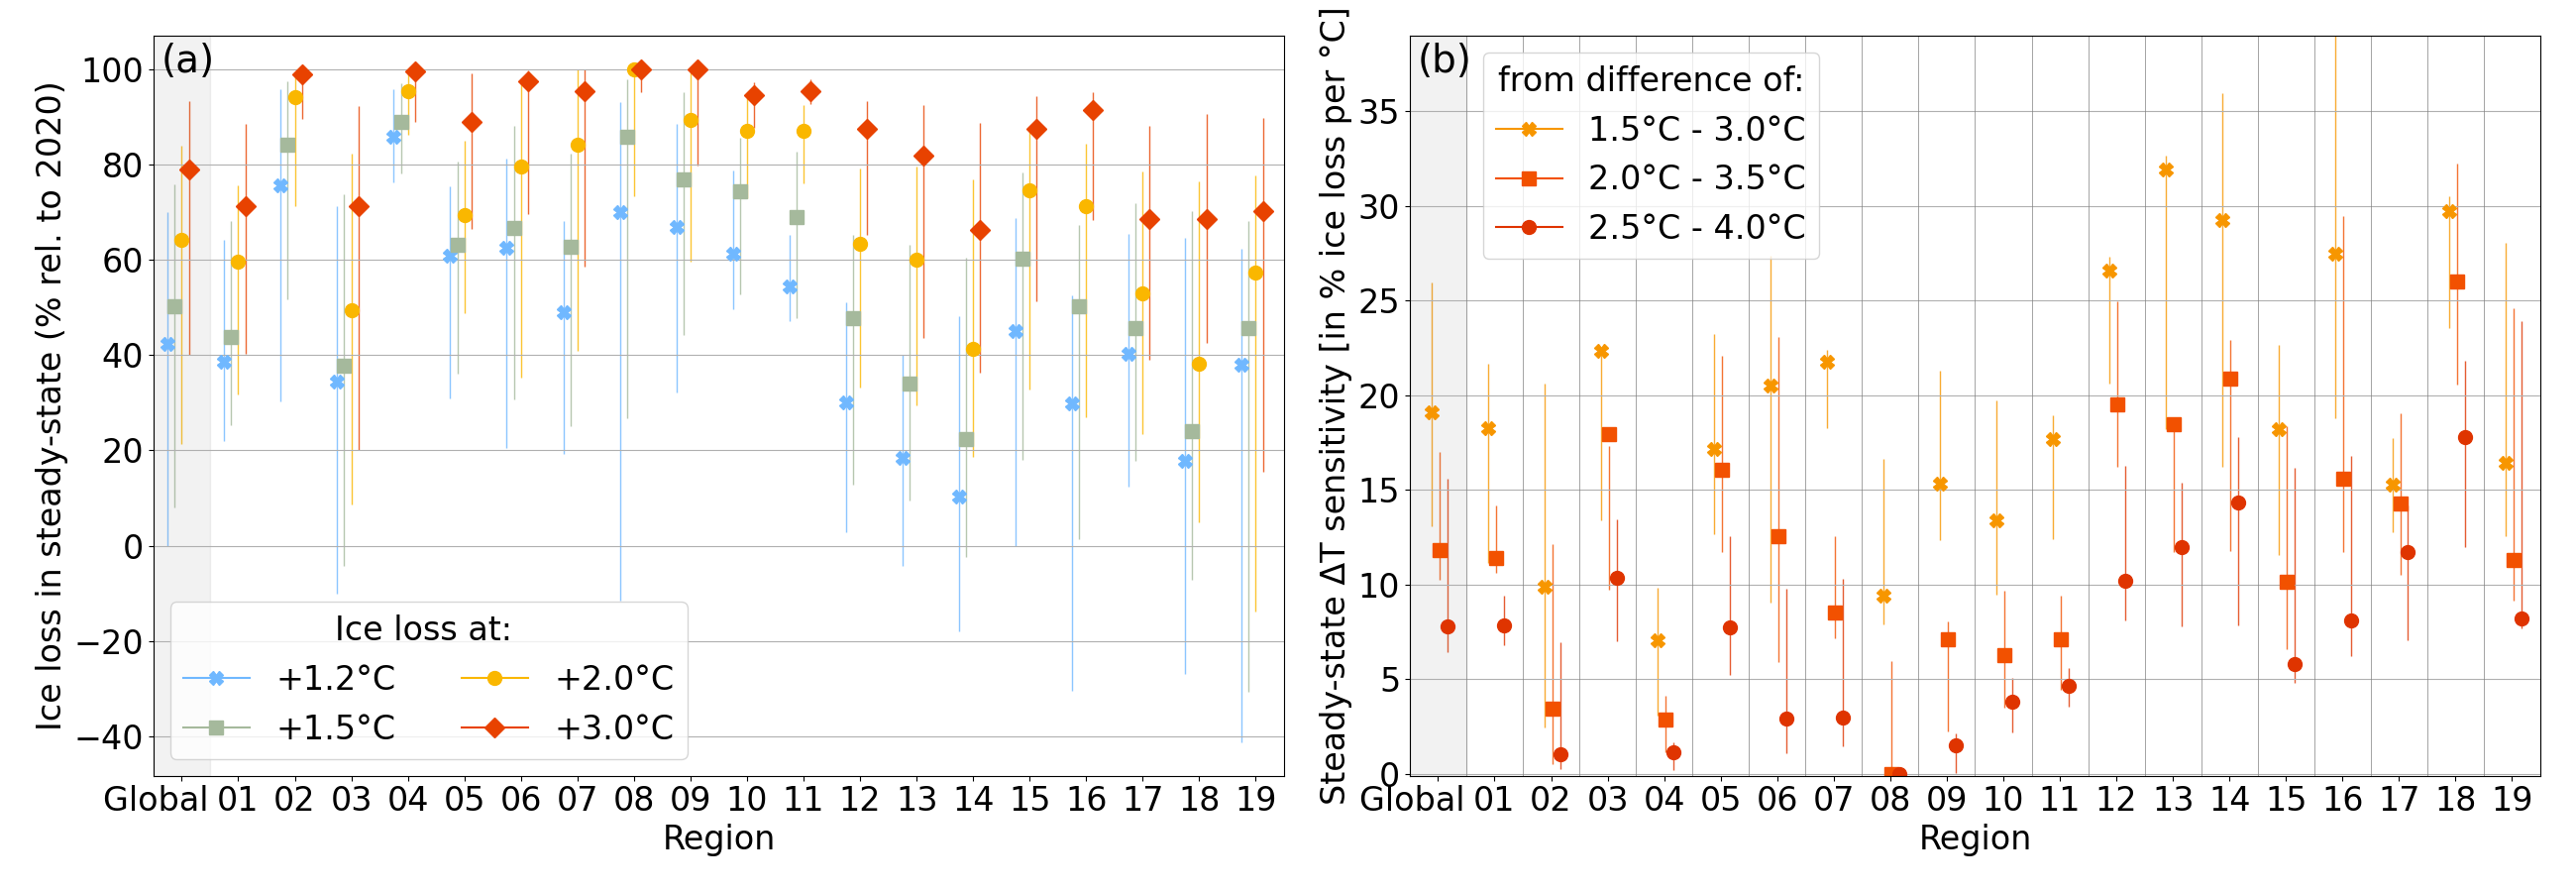 (a)
Ice loss in steady-state (% rel. to 2020)
100
80
60
40
20
0
−20
−40
Ice loss at:
+1.2°C
+1.5°C
+2.0°C
+3.0°C
Global 01 02 03 04 05 06 07 08 09 10 11 12 13 14 15 16 17 18 19
Region
(b)
Steady-state ΔT sensitivity [in % ice loss per °C]
35
30
25
20
15
10
5
0
from difference of:
1.5°C - 3.0°C
2.0°C - 3.5°C
2.5°C - 4.0°C
Global 01 02 03 04 05 06 07 08 09 10 11 12 13 14 15 16 17 18 19
Region